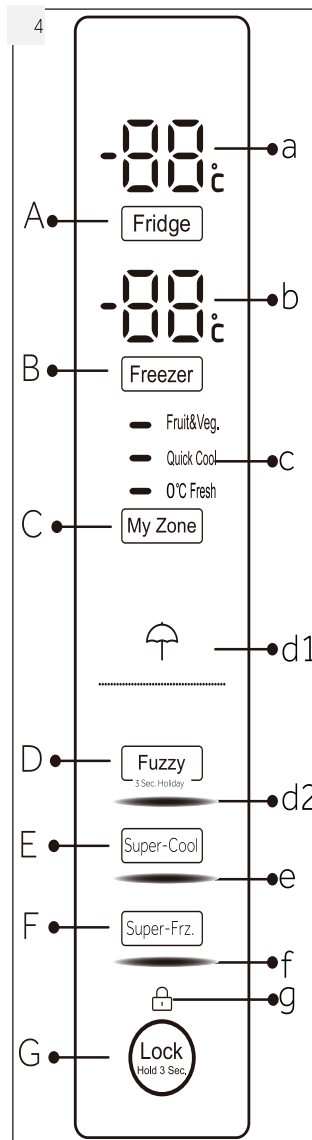 4
-88°C
a
A
Fridge
-88°C
b
B
Freezer
Fruit&Veg.
Quick Cool
c
0°C Fresh
C
My Zone
d1
D
Fuzzy
3 Sec. Holiday
d2
E
Super-Cool
e
F
Super-Frz.
f
g
G
Lock
Hold 3 Sec.